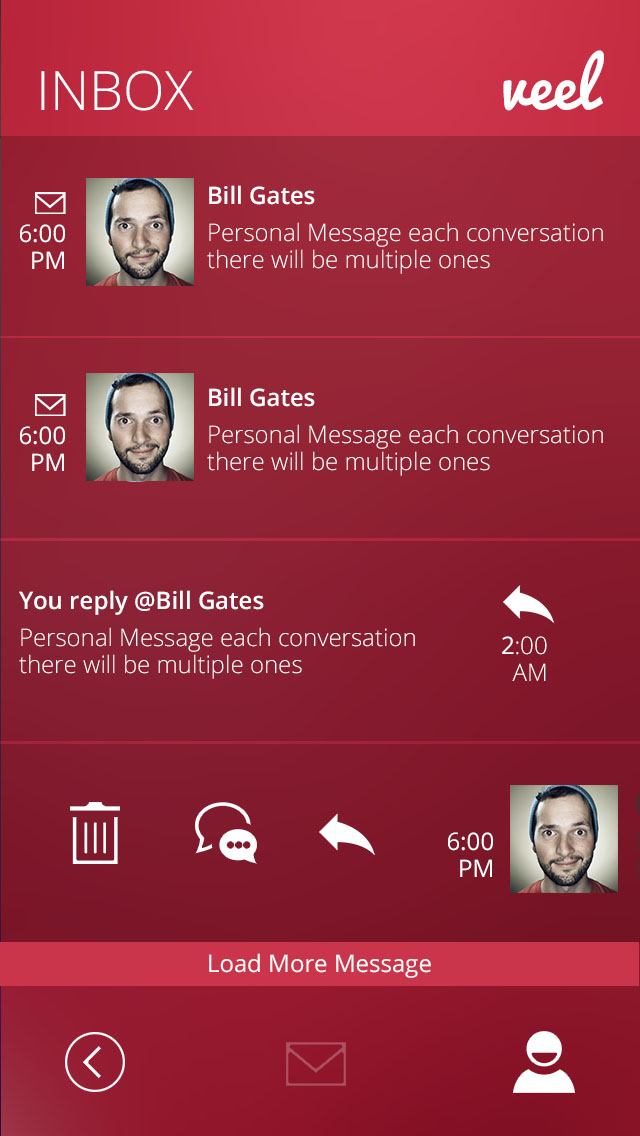 INBOX
veel
6:00
PM
Bill Gates
Personal Message each conversation
there will be multiple ones
6:00
PM
Bill Gates
Personal Message each conversation
there will be multiple ones
You reply @Bill Gates
Personal Message each conversation
there will be multiple ones
2:00
AM
6:00
PM
Load More Message